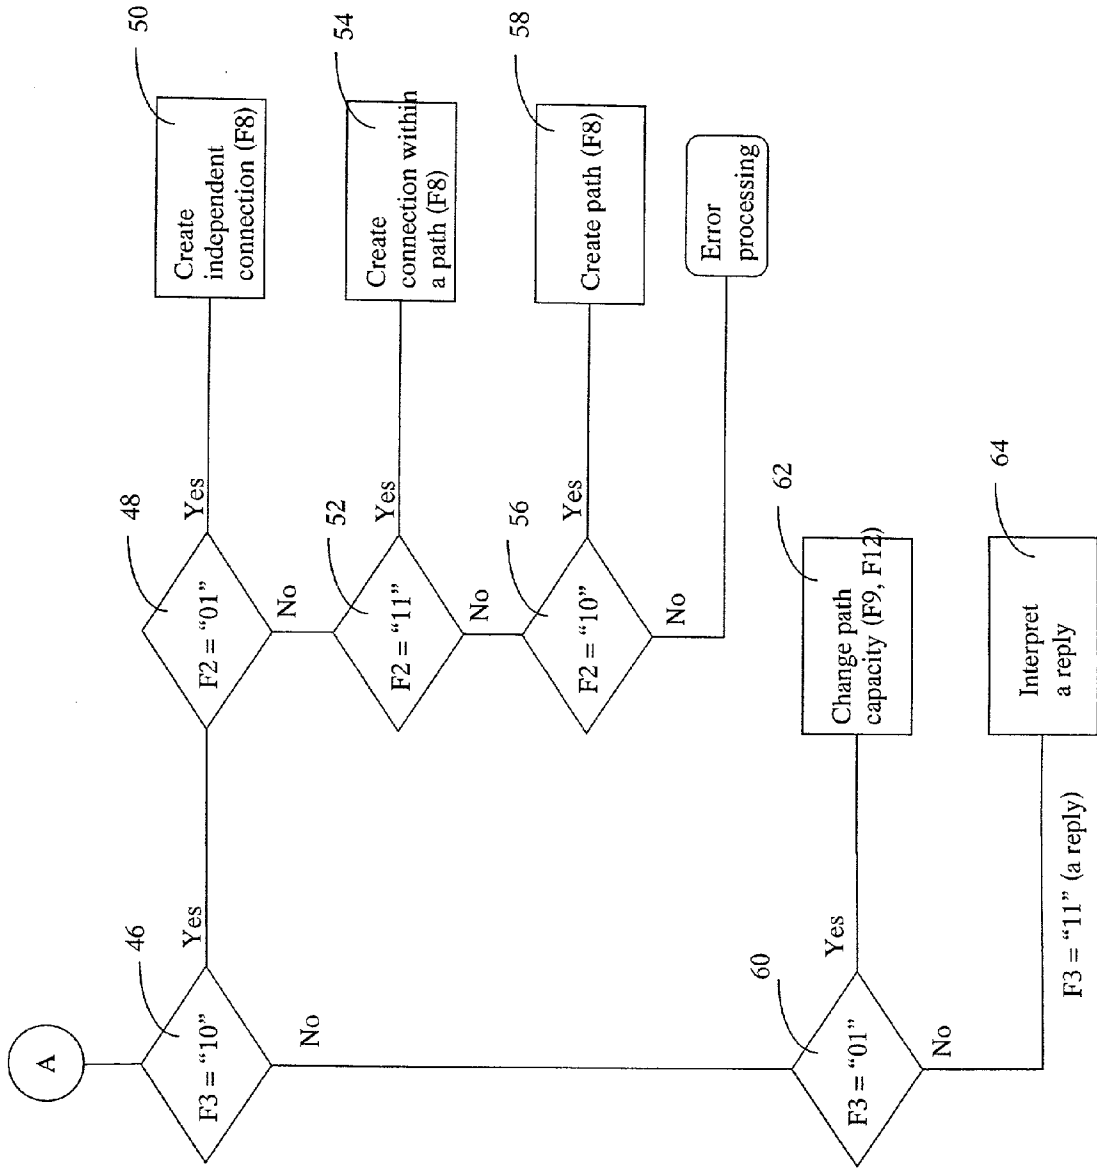 A
46
F3 = “10”
Yes
No
48
F2 = “01”
Yes
No
50
Create
independent
connection (F8)
52
F2 = “11”
Yes
No
54
Create
connection within
a path (F8)
56
F2 = “10”
Yes
No
58
Create path (F8)
Error
processing
60
F3 = “01”
Yes
No
62
Change path
capacity (F9, F12)
F3 = “11” (a reply)
64
Interpret
a reply